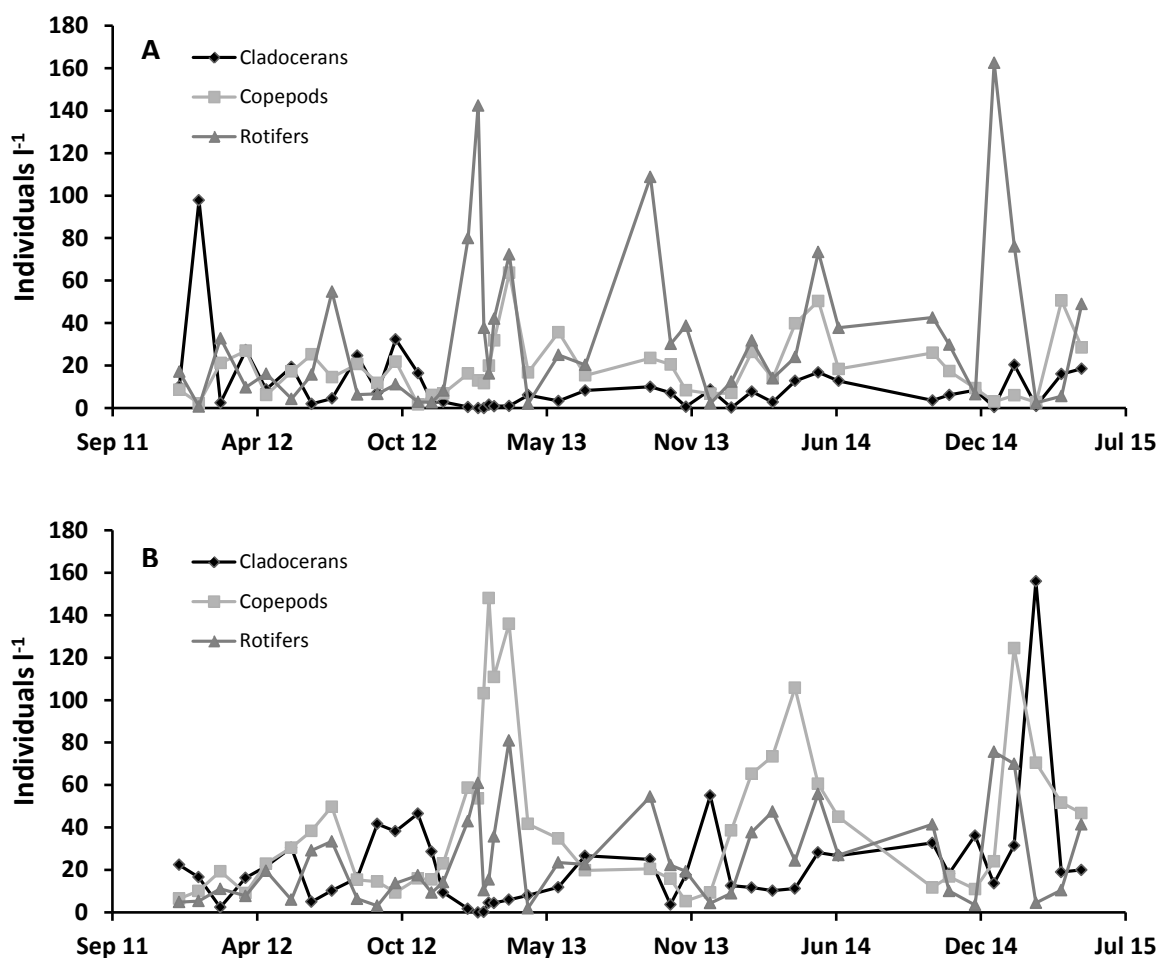 A
Cladocerans
Copepods
Rotifers
Individuals l-1
180
160
140
120
100
80
60
40
20
0
Sep 11 Apr 12 Oct 12 May 13 Nov 13 Jun 14 Dec 14 Jul 15
B
Cladocerans
Copepods
Rotifers
Individuals l-1
180
160
140
120
100
80
60
40
20
0
Sep 11 Apr 12 Oct 12 May 13 Nov 13 Jun 14 Dec 14 Jul 15